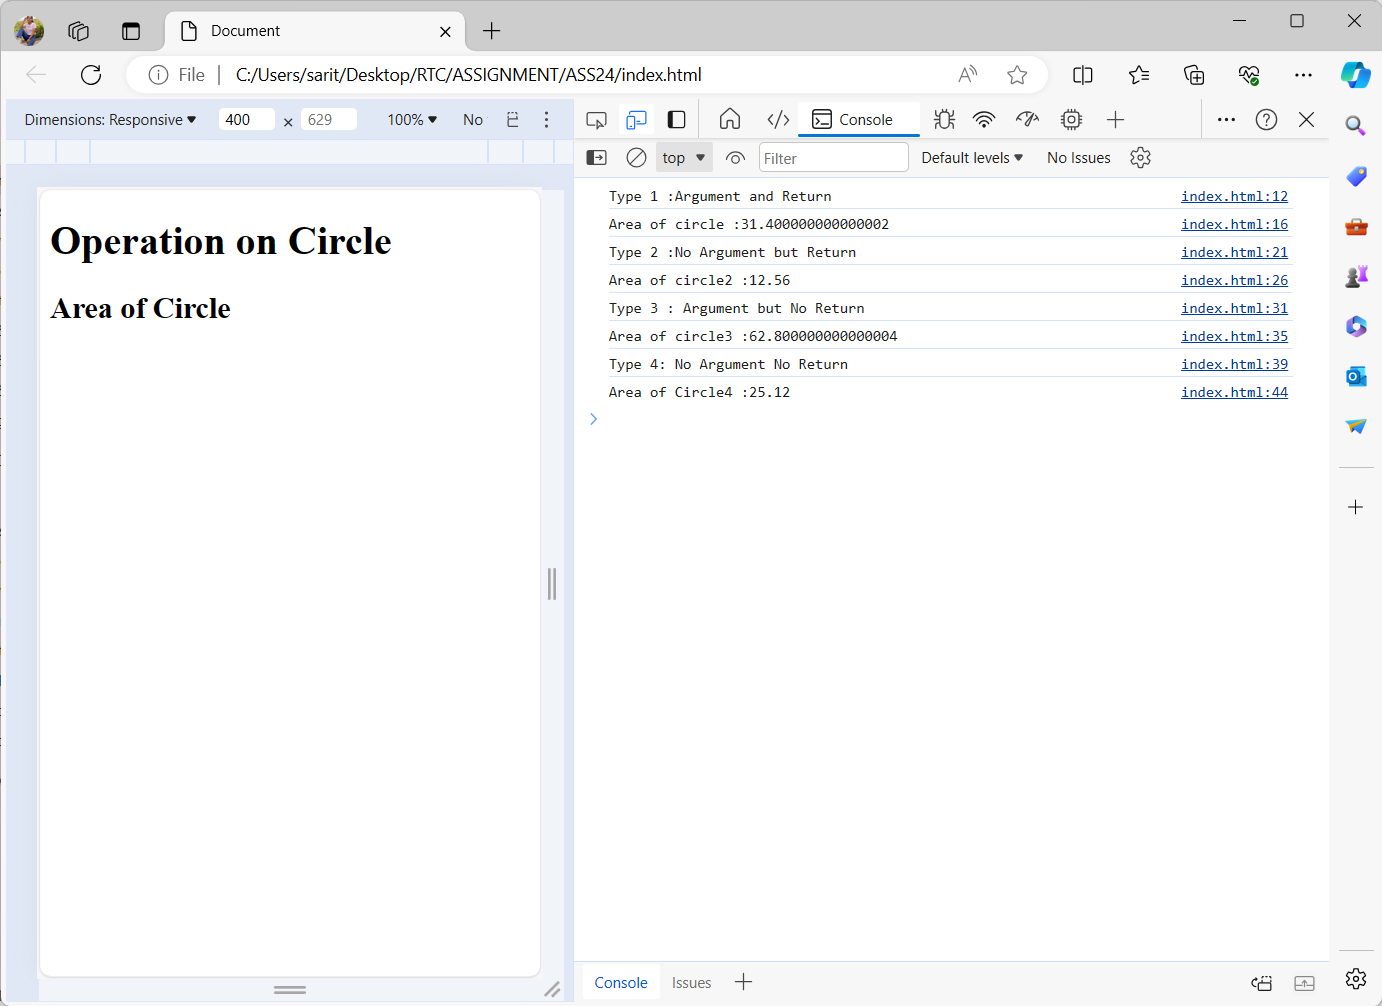 Document
File | C:/Users/sarit/Desktop/RTC/ASSIGNMENT/ASS24/index.html
Dimensions: Responsive 400 × 629 100% No
Console
top Filter Default levels No Issues
Operation on Circle
Area of Circle
Type 1 :Argument and Return index.html:12
Area of circle :31.400000000000002 index.html:16
Type 2 :No Argument but Return index.html:21
Area of circle2 :12.56 index.html:26
Type 3 : Argument but No Return index.html:31
Area of circle3 :62.800000000000004 index.html:35
Type 4: No Argument No Return index.html:39
Area of Circle4 :25.12 index.html:44
Console Issues